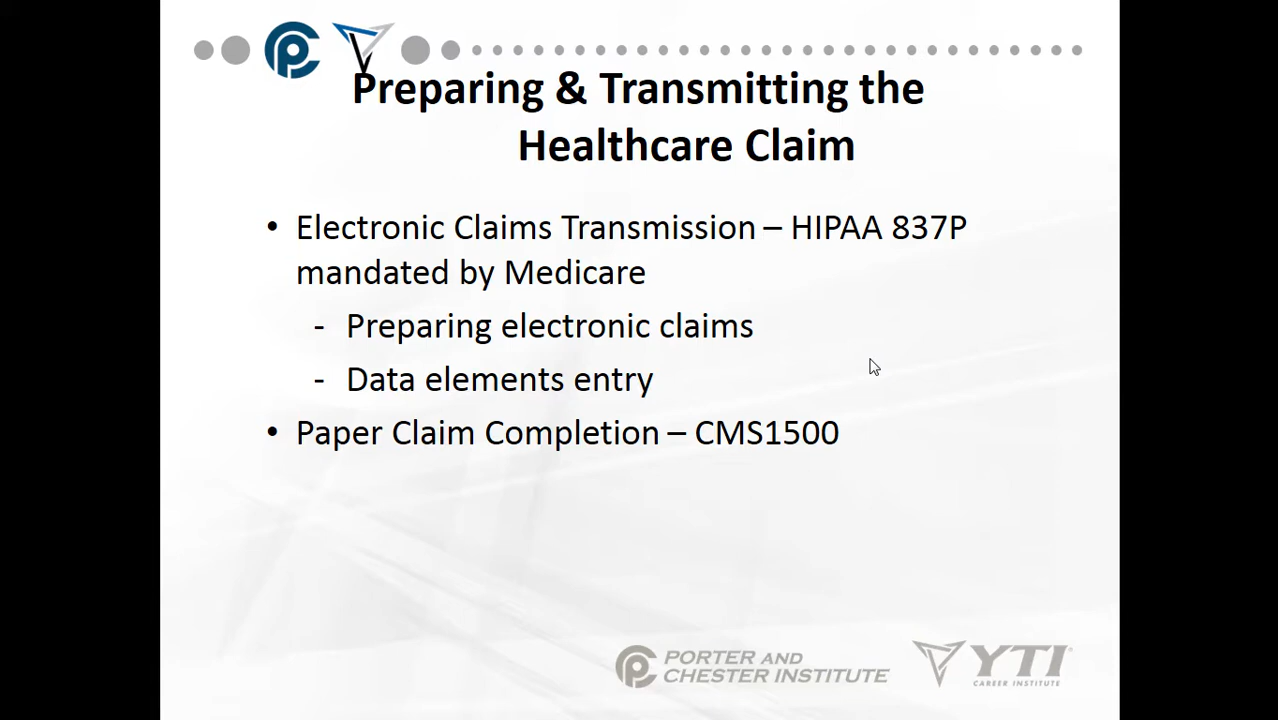 Preparing & Transmitting the
Healthcare Claim
• Electronic Claims Transmission – HIPAA 837P
mandated by Medicare
- Preparing electronic claims
- Data elements entry
• Paper Claim Completion – CMS1500
PORTER AND
CHESTER INSTITUTE
YTI®
CAREER INSTITUTE